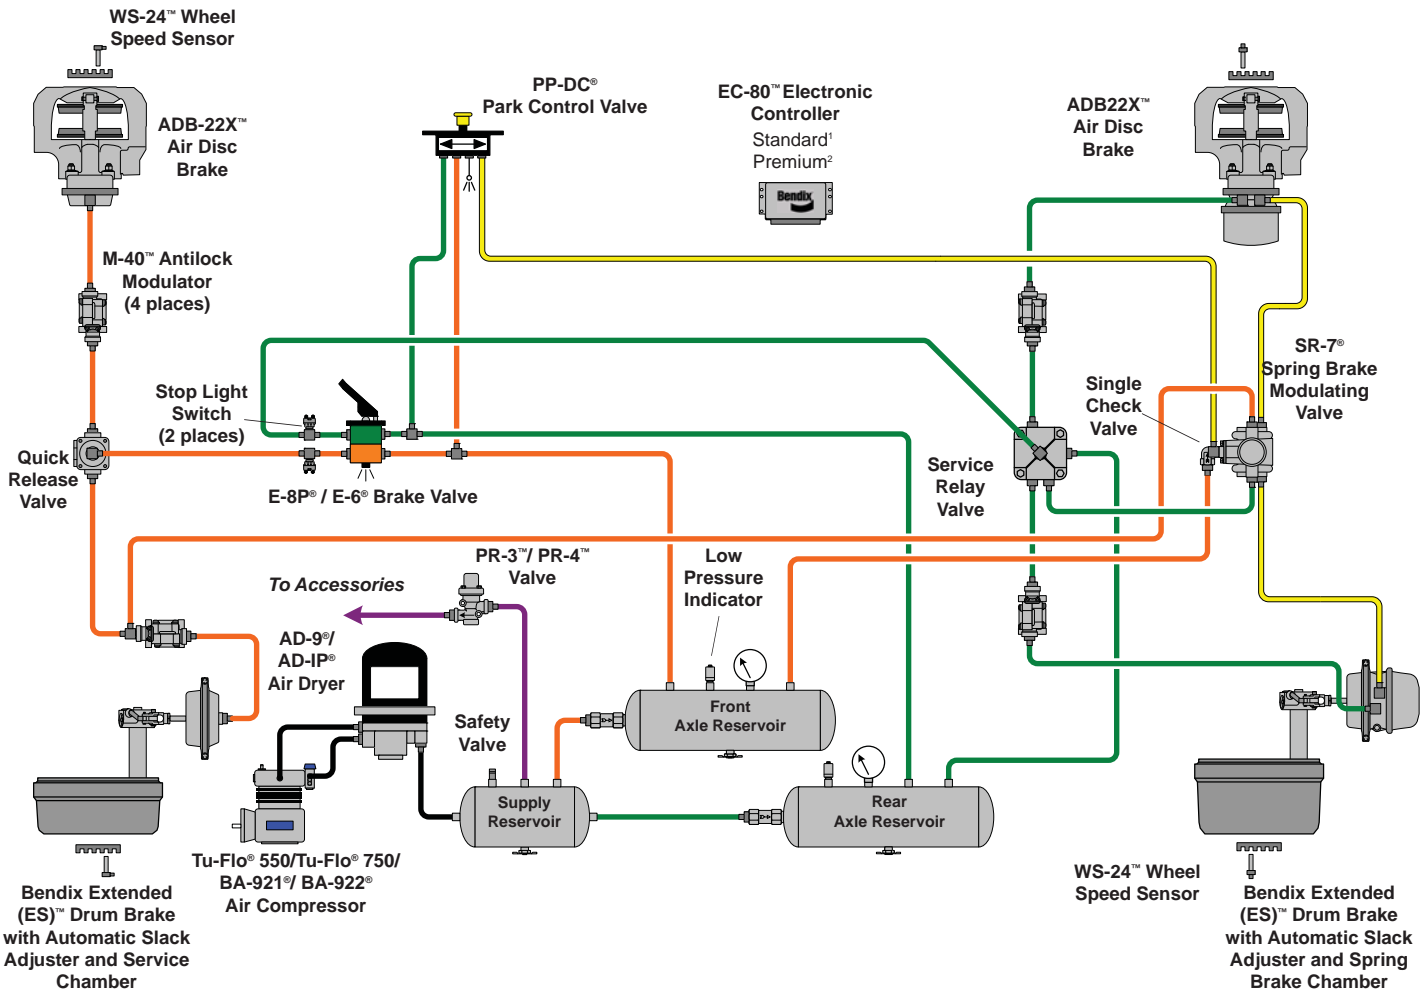 WS-24™ Wheel
Speed Sensor
ADB-22X™
Air Disc
Brake
PP-DC®
Park Control Valve
EC-80™ Electronic
Controller
Standard¹
Premium²
Bendix
ADB22X™
Air Disc
Brake
M-40™ Antilock
Modulator
(4 places)
SR-7®
Spring Brake
Modulating
Valve
Single
Check
Valve
Stop Light
Switch
(2 places)
Quick
Release
Valve
E-8P® / E-6® Brake Valve
Service
Relay
Valve
PR-3™/ PR-4™
Valve
Low
Pressure
Indicator
To Accessories
AD-9®/
AD-IP®
Air Dryer
Safety
Valve
Front
Axle Reservoir
Supply
Reservoir
Rear
Axle Reservoir
Tu-Flo® 550/Tu-Flo® 750/
BA-921®/ BA-922®
Air Compressor
WS-24™ Wheel
Speed Sensor
Bendix Extended
(ES)™ Drum Brake
with Automatic Slack
Adjuster and Service
Chamber
Bendix Extended
(ES)™ Drum Brake
with Automatic Slack
Adjuster and Spring
Brake Chamber